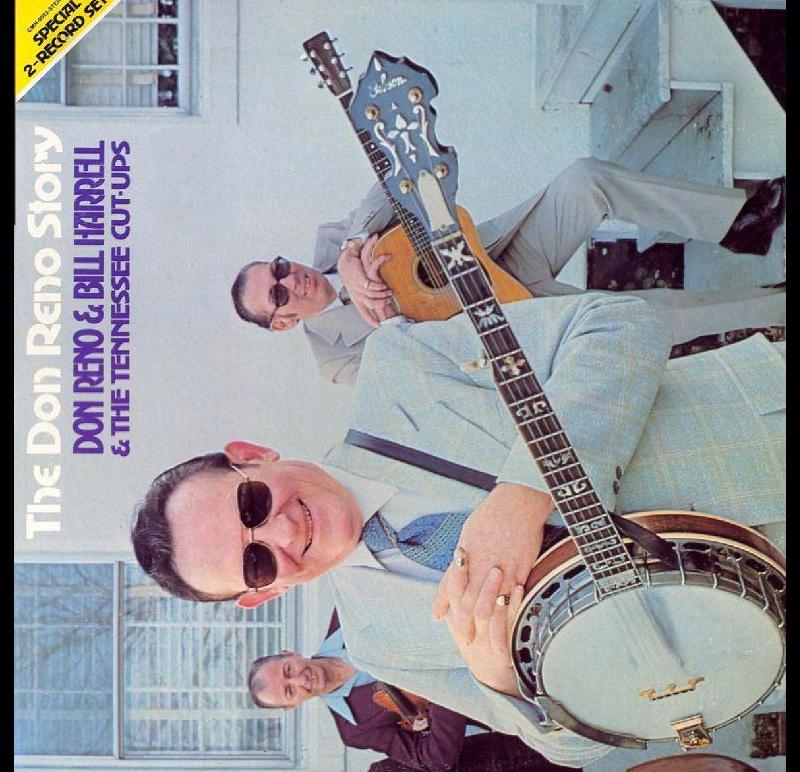 SPECIAL
2-RECORD SET
The Don Reno Story
DON RENO & BILL HARRELL
& THE TENNESSEE CUT-UPS
Gibson